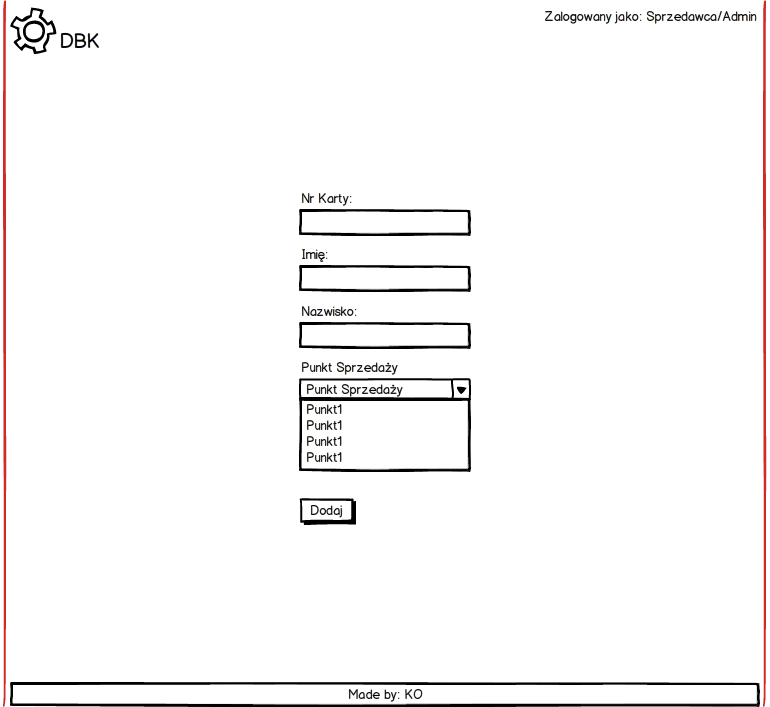 DBK
Zalogowany jako: Sprzedawca/Admin
Nr Karty:
Imię:
Nazwisko:
Punkt Sprzedaży
Punkt Sprzedaży
Punkt1
Punkt1
Punkt1
Punkt1
Dodaj
Made by: KO